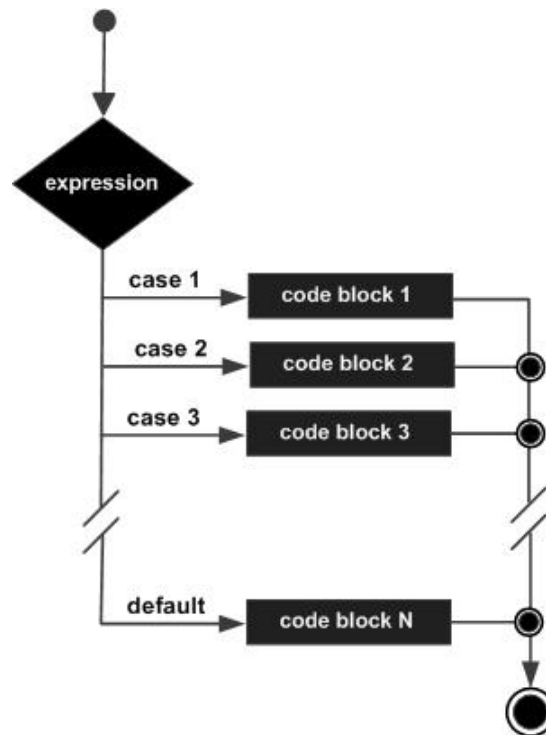 expression
case 1
code block 1
case 2
code block 2
case 3
code block 3
default
code block N